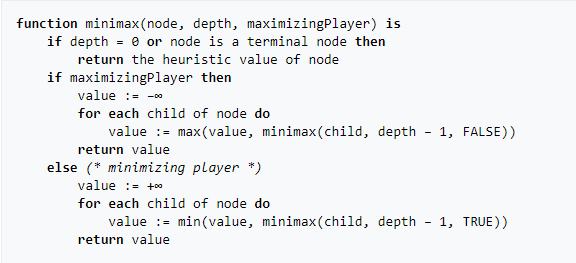 function minimax(node, depth, maximizingPlayer) is
    if depth = 0 or node is a terminal node then
        return the heuristic value of node
    if maximizingPlayer then
        value := −∞
        for each child of node do
            value := max(value, minimax(child, depth − 1, FALSE))
        return value
    else (* minimizing player *)
        value := +∞
        for each child of node do
            value := min(value, minimax(child, depth − 1, TRUE))
        return value